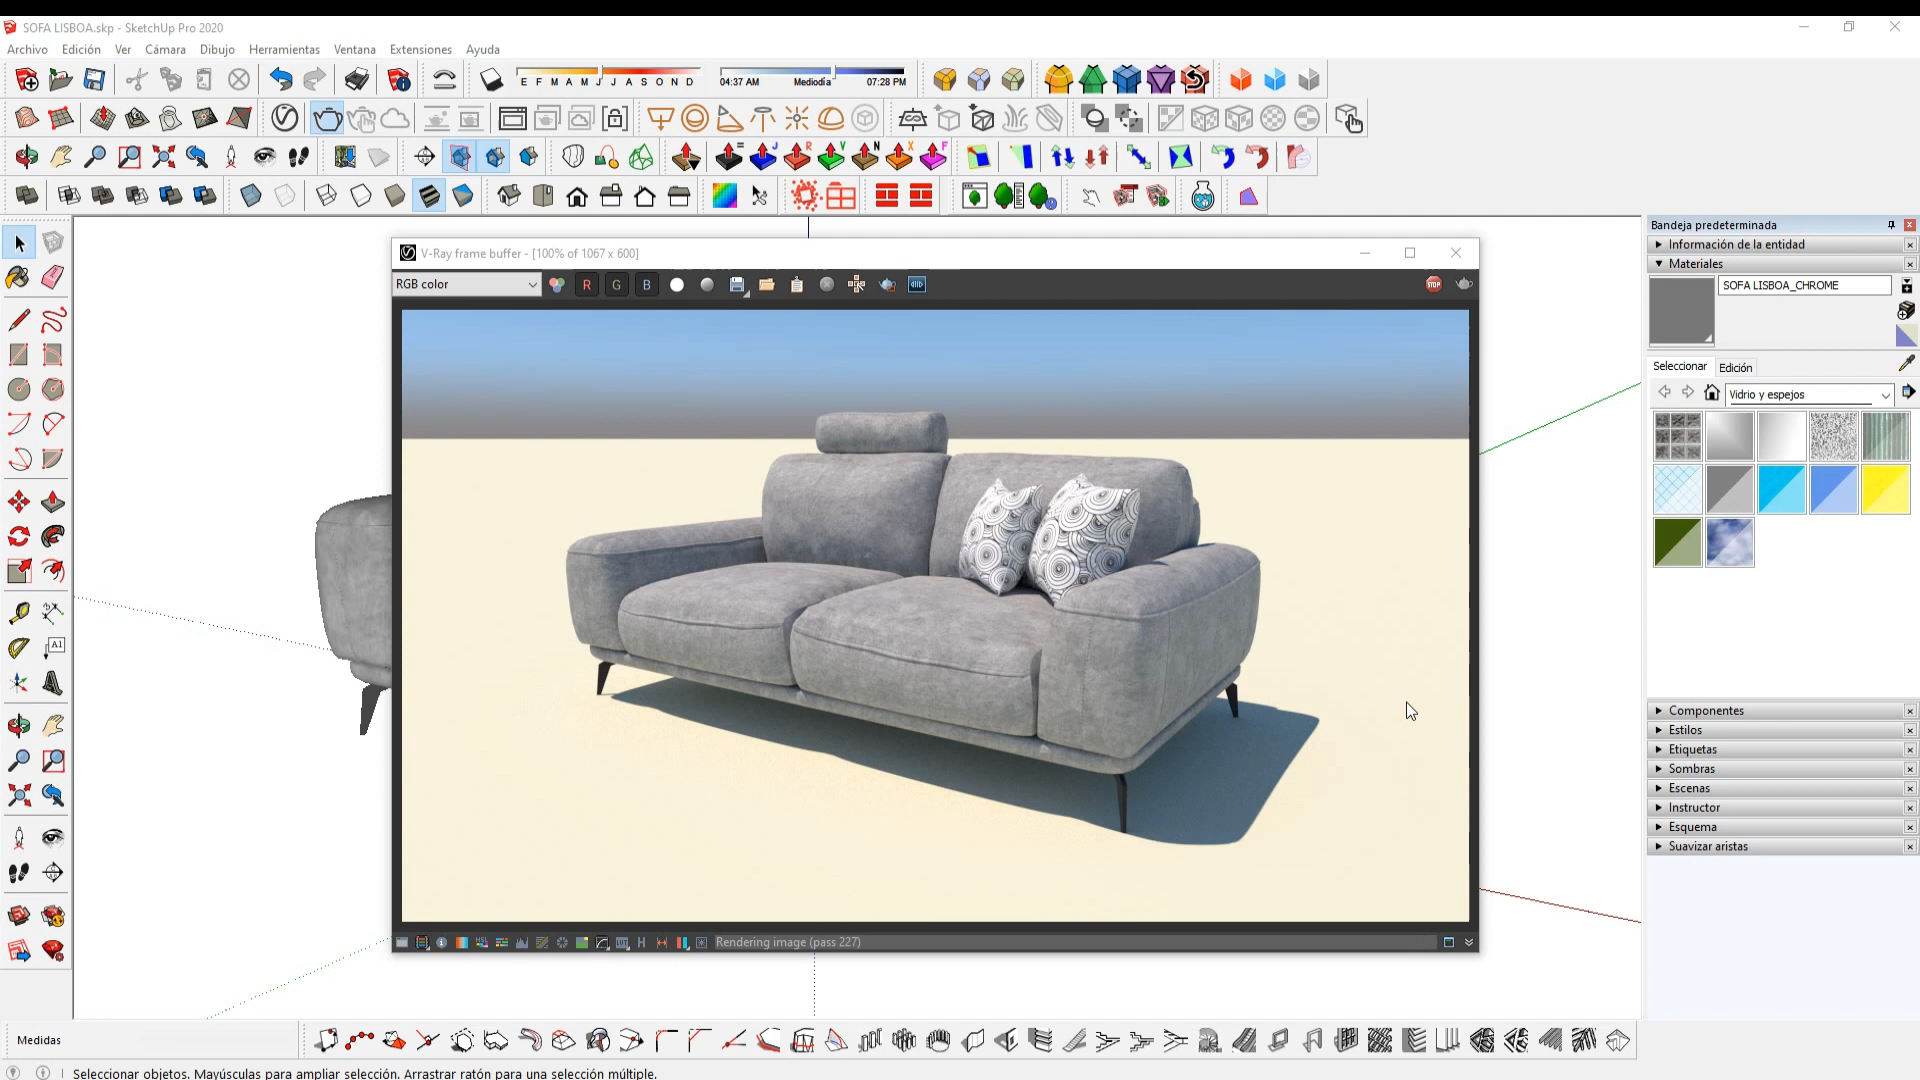 SOFA LISBOA.skp - SketchUp Pro 2020
Archivo Edición Ver Cámara Dibujo Herramientas Ventana Extensiones Ayuda
E F M A M J J A S O N D
04:37 AM Mediodía 07:28 PM
= J R V N X F
Bandeja predeterminada
Información de la entidad
Materiales
SOFA LISBOA_CHROME
Seleccionar Edición
Vidrio y espejos
Componentes
Estilos
Etiquetas
Sombras
Escenas
Instructor
Esquema
Suavizar aristas
V-Ray frame buffer - [100% of 1067 x 600]
RGB color R G B STOP
Rendering image (pass 227)
A1
Medidas
Seleccionar objetos. Mayúsculas para ampliar selección. Arrastrar ratón para una selección múltiple.